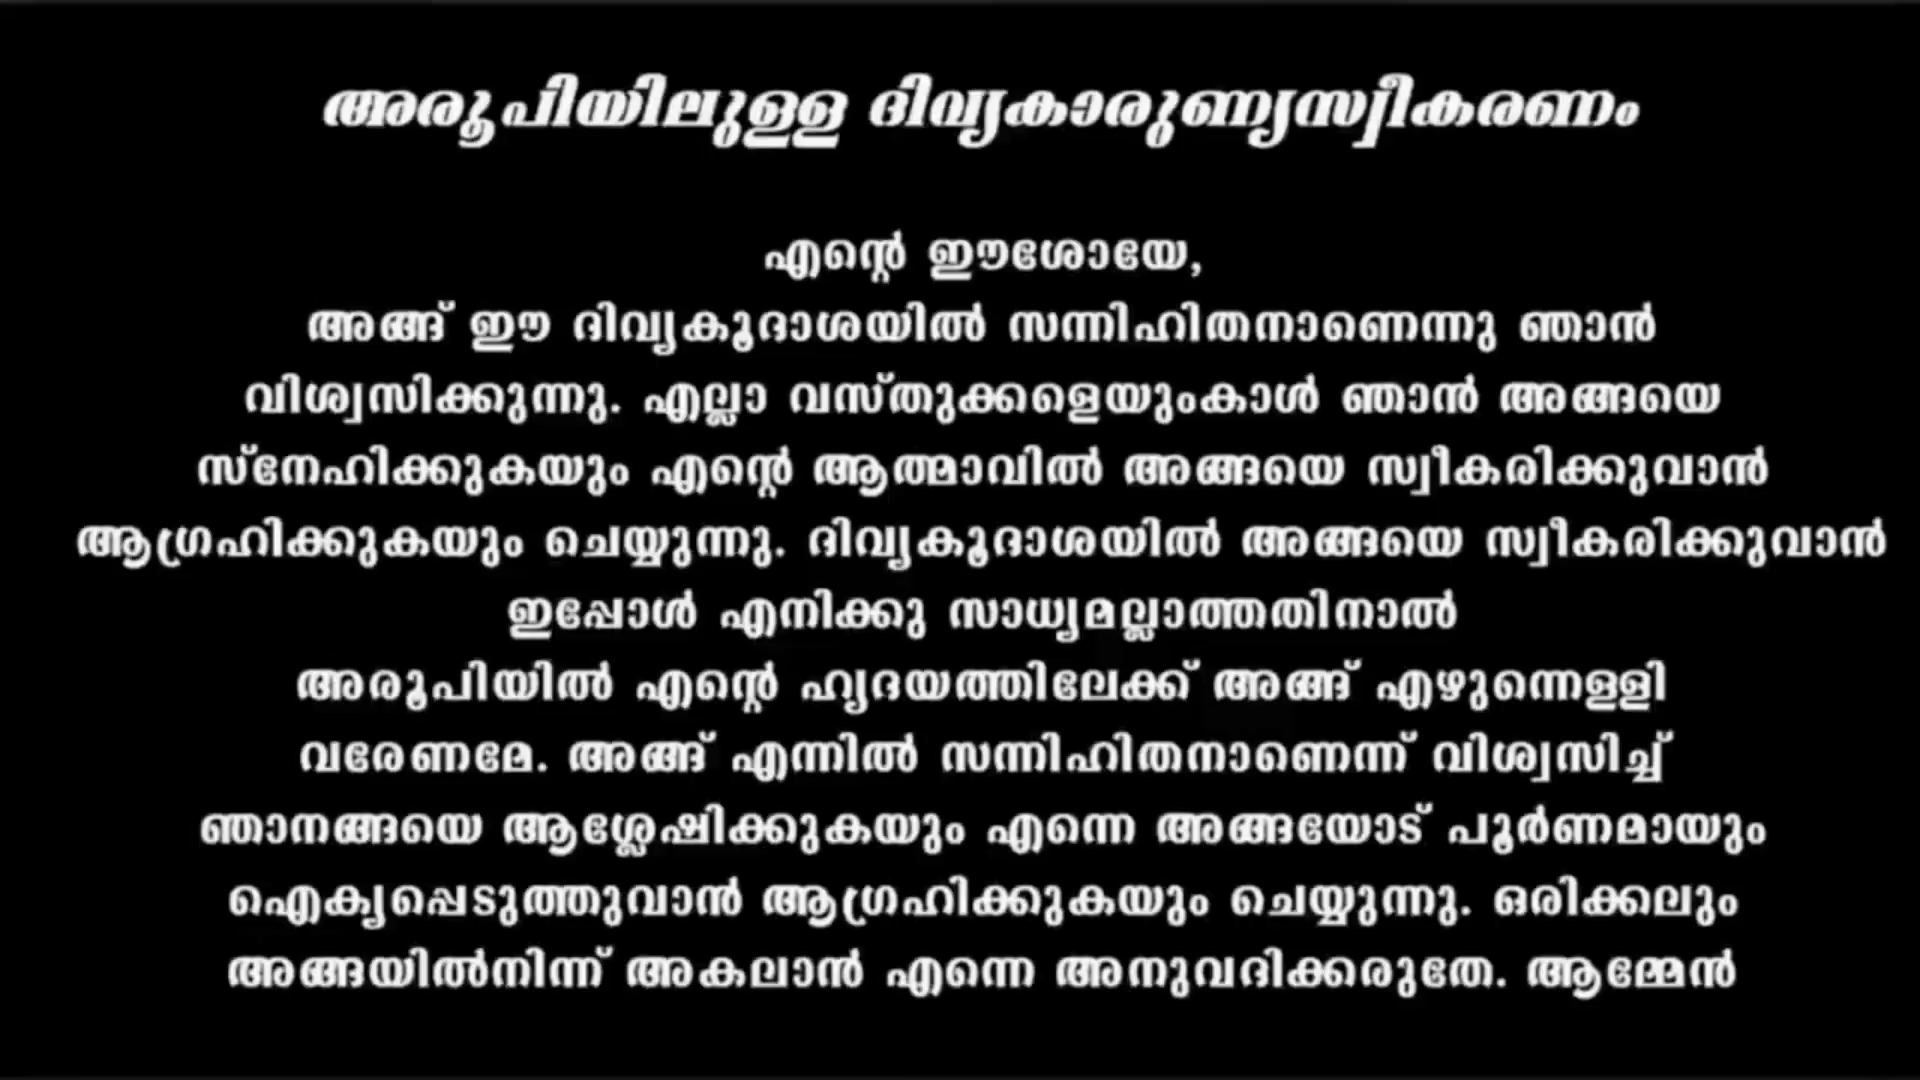 അരൂപിയിലുള്ള ദിവ്യകാരുണ്യസ്വീകരണം
എന്റെ ഈശോയേ,
അങ്ങ് ഈ ദിവ്യകൂദാശയിൽ സന്നിഹിതനാണെന്നു ഞാൻ
വിശ്വസിക്കുന്നു. എല്ലാ വസ്തുക്കളെയുംകാൾ ഞാൻ അങ്ങയെ
സ്നേഹിക്കുകയും എന്റെ ആത്മാവിൽ അങ്ങയെ സ്വീകരിക്കുവാൻ
ആഗ്രഹിക്കുകയും ചെയ്യുന്നു. ദിവ്യകൂദാശയിൽ അങ്ങയെ സ്വീകരിക്കുവാൻ
ഇപ്പോൾ എനിക്കു സാധ്യമല്ലാത്തതിനാൽ
അരൂപിയിൽ എന്റെ ഹൃദയത്തിലേക്ക് അങ്ങ് എഴുന്നെള്ളി
വരേണമേ. അങ്ങ് എന്നിൽ സന്നിഹിതനാണെന്ന് വിശ്വസിച്ച്
ഞാനങ്ങയെ ആശ്ലേഷിക്കുകയും എന്നെ അങ്ങയോട് പൂർണമായും
ഐക്യപ്പെടുത്തുവാൻ ആഗ്രഹിക്കുകയും ചെയ്യുന്നു. ഒരിക്കലും
അങ്ങയിൽനിന്ന് അകലാൻ എന്നെ അനുവദിക്കരുതേ. ആമ്മേൻ